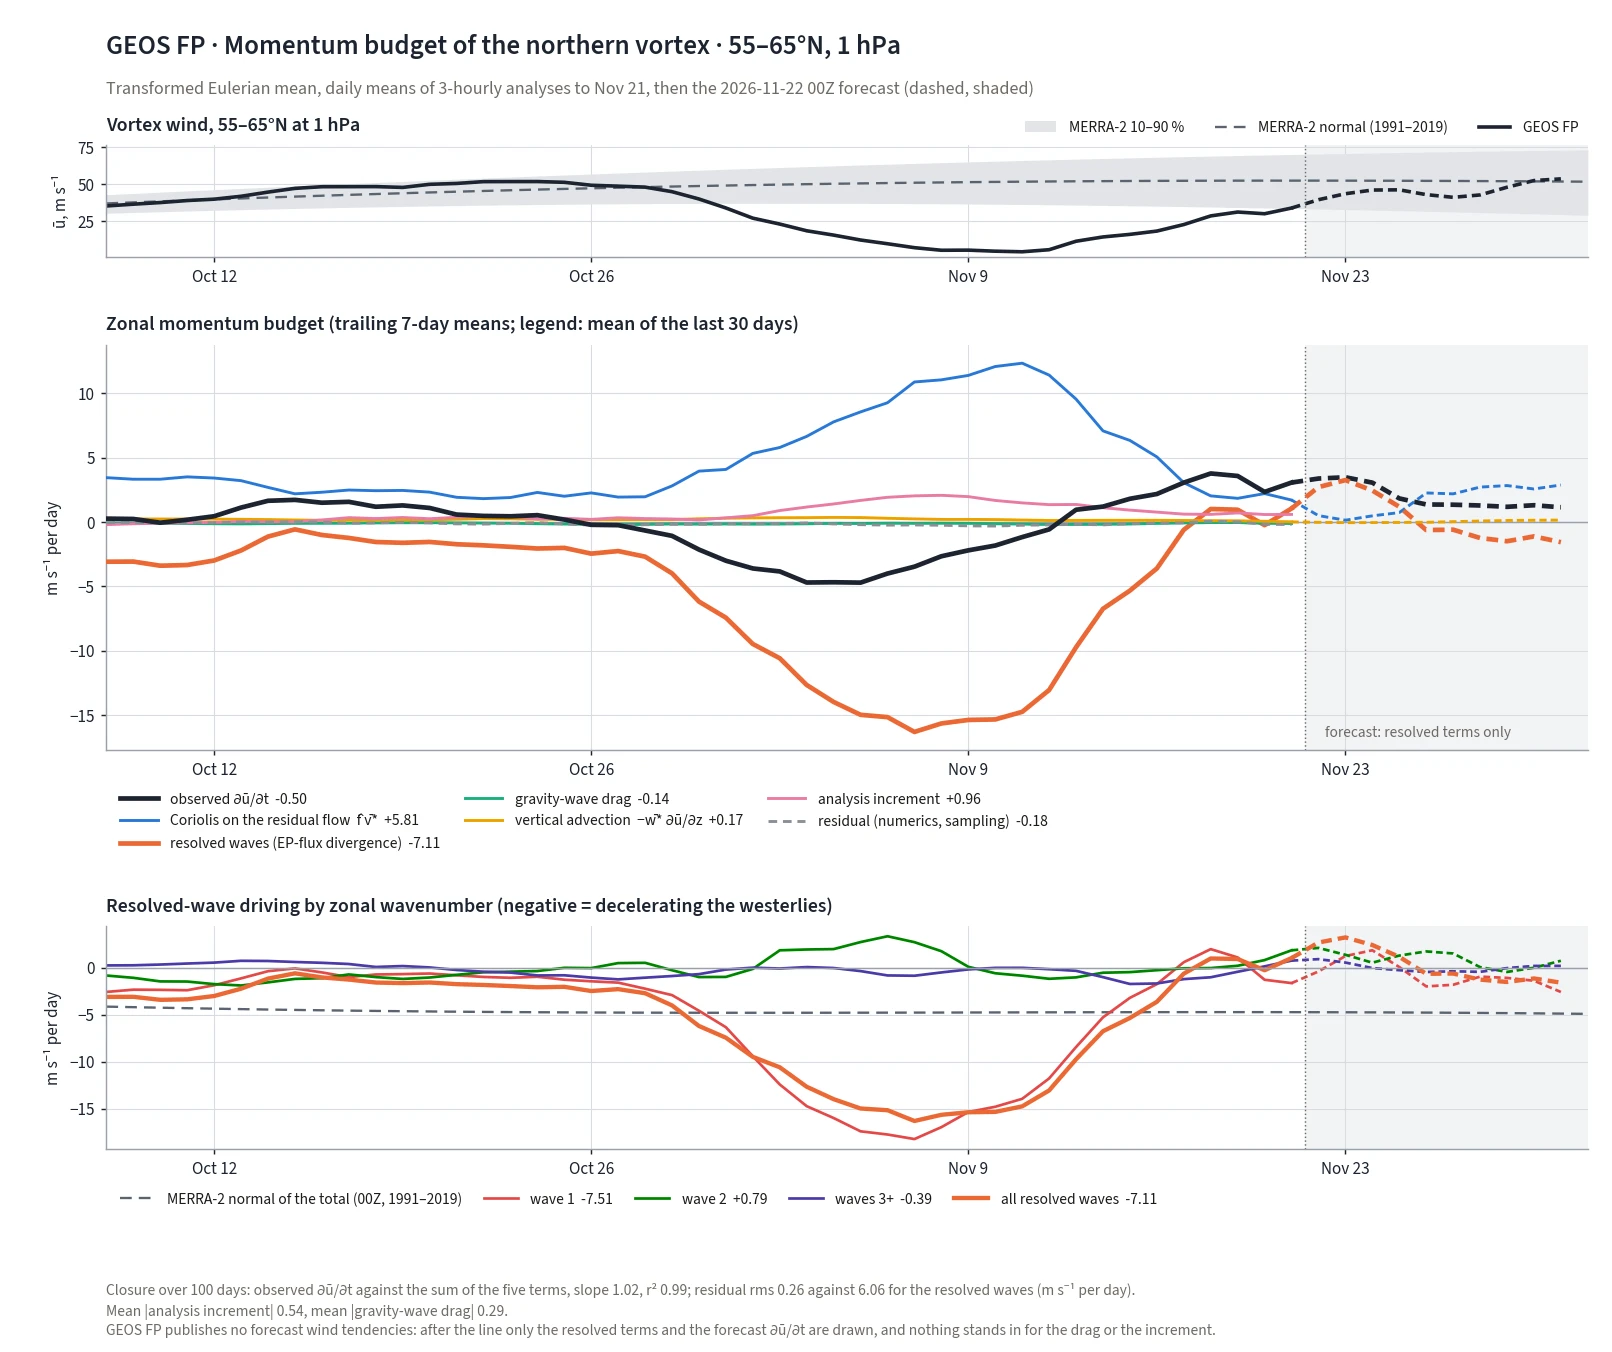 GEOS FP · Momentum budget of the northern vortex · 55–65°N, 1 hPa
Transformed Eulerian mean, daily means of 3-hourly analyses to Nov 21, then the 2026-11-22 00Z forecast (dashed, shaded)
Vortex wind, 55–65°N at 1 hPa
MERRA-2 10–90 %
MERRA-2 normal (1991–2019)
GEOS FP
75
50
25
ū, m s⁻¹
Oct 12
Oct 26
Nov 9
Nov 23
Zonal momentum budget (trailing 7-day means; legend: mean of the last 30 days)
10
5
0
−5
−10
−15
m s⁻¹ per day
forecast: resolved terms only
Oct 12
Oct 26
Nov 9
Nov 23
observed ∂ū/∂t -0.50
gravity-wave drag -0.14
analysis increment +0.96
Coriolis on the residual flow f v̄* +5.81
vertical advection −w̄* ∂ū/∂z +0.17
residual (numerics, sampling) -0.18
resolved waves (EP-flux divergence) -7.11
Resolved-wave driving by zonal wavenumber (negative = decelerating the westerlies)
0
−5
−10
−15
m s⁻¹ per day
Oct 12
Oct 26
Nov 9
Nov 23
MERRA-2 normal of the total (00Z, 1991–2019)
wave 1 -7.51
wave 2 +0.79
waves 3+ -0.39
all resolved waves -7.11
Closure over 100 days: observed ∂ū/∂t against the sum of the five terms, slope 1.02, r² 0.99; residual rms 0.26 against 6.06 for the resolved waves (m s⁻¹ per day).
Mean |analysis increment| 0.54, mean |gravity-wave drag| 0.29.
GEOS FP publishes no forecast wind tendencies: after the line only the resolved terms and the forecast ∂ū/∂t are drawn, and nothing stands in for the drag or the increment.